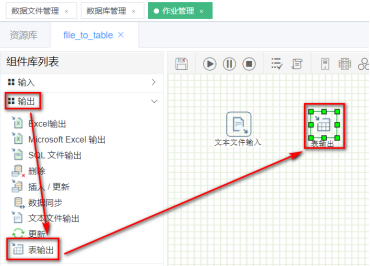 数据文件管理 × 数据库管理 × 作业管理 ×
资源库 file_to_table ×
组件库列表
输入
输出
Excel输出
Microsoft Excel 输出
SQL 文件输出
删除
插入 / 更新
数据同步
文本文件输出
更新
表输出
文本文件输入
表输出